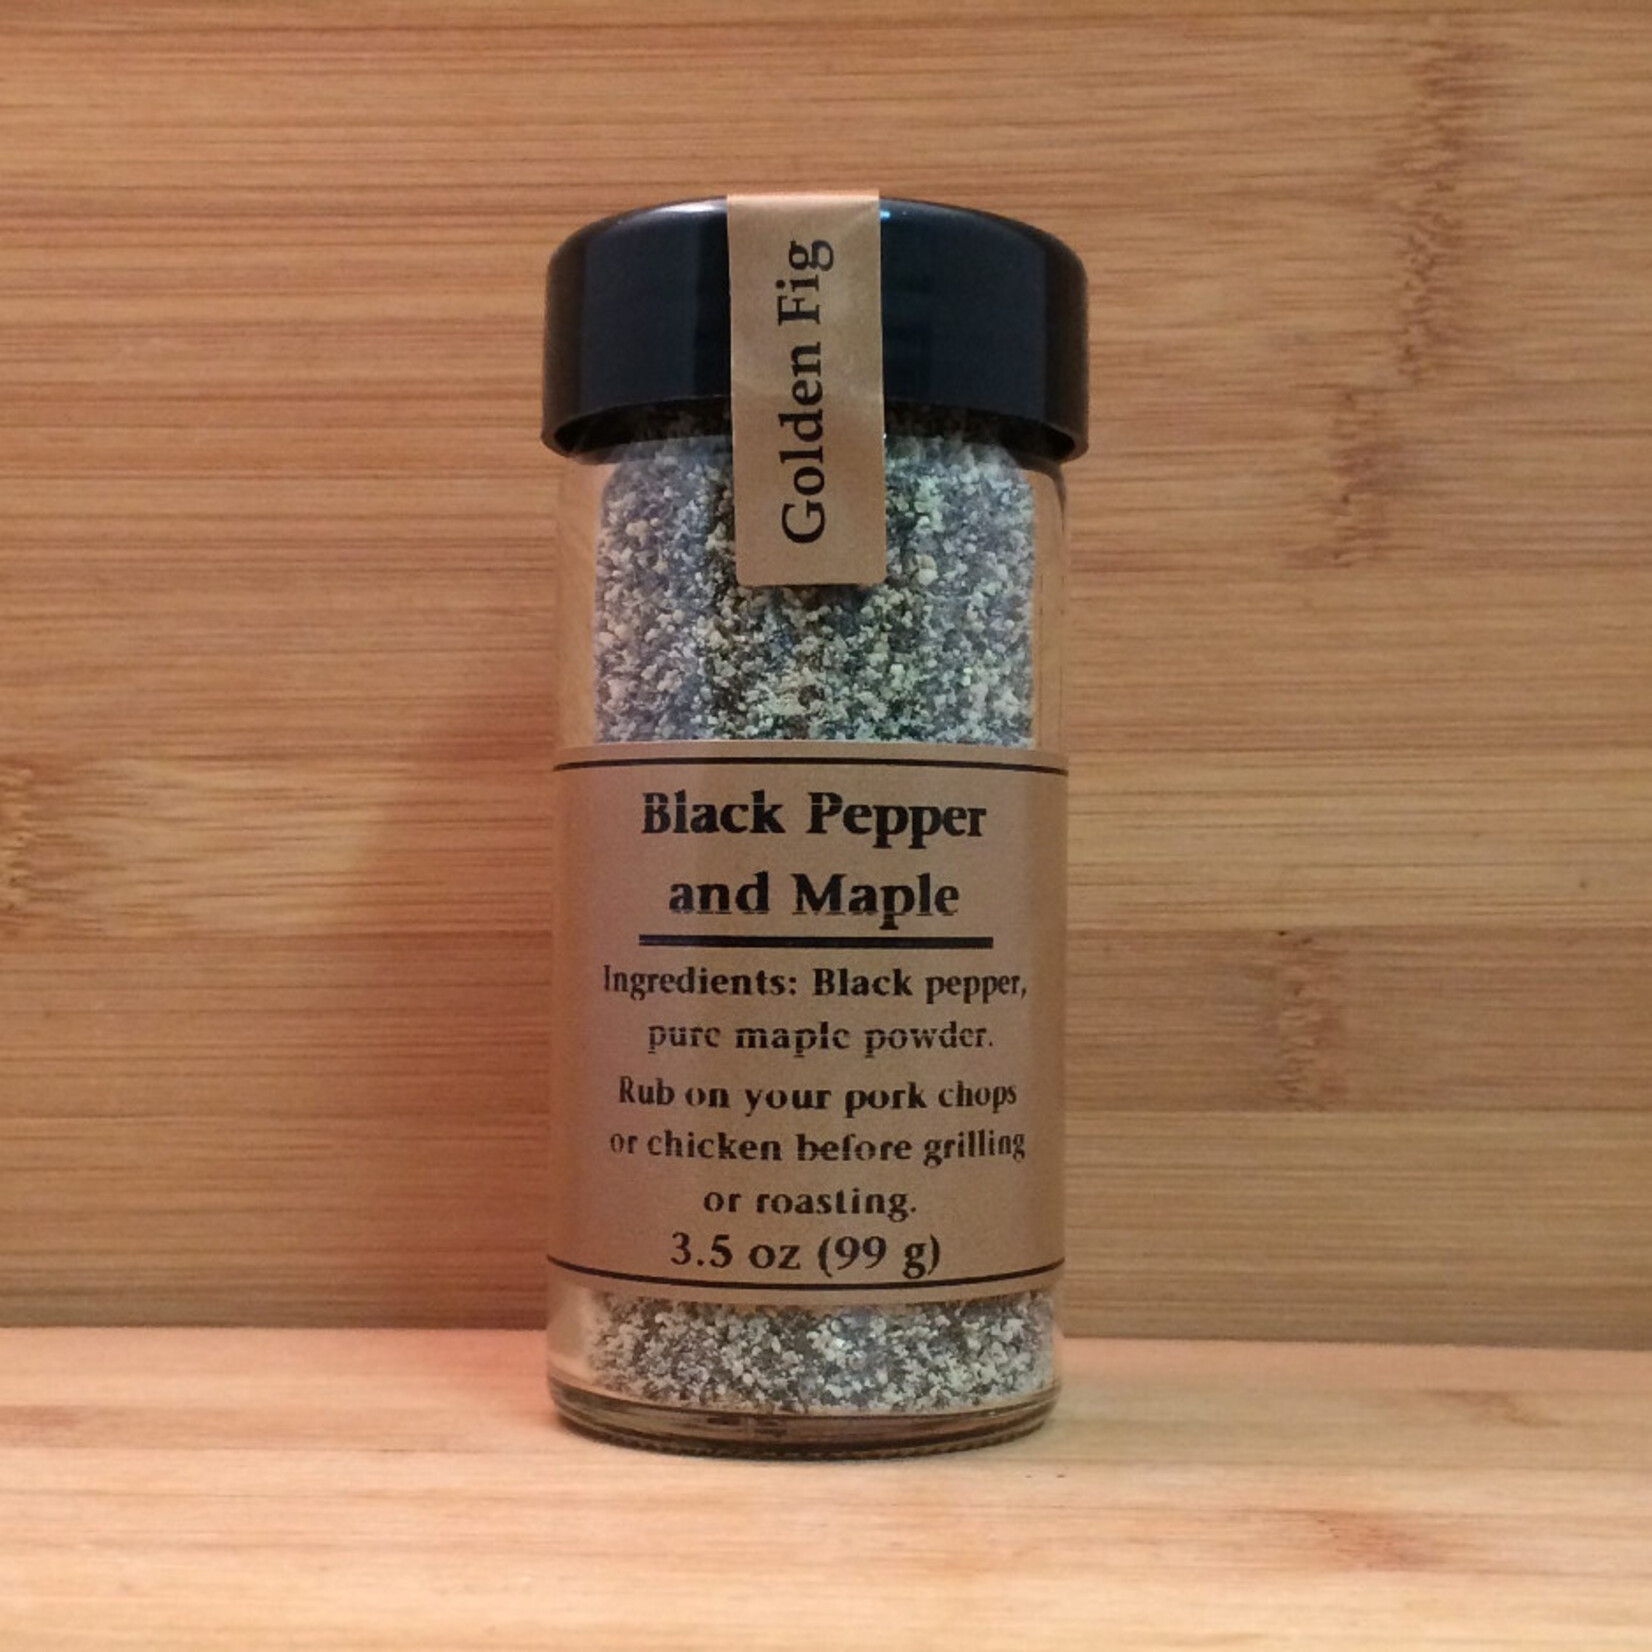 Golden Fig
Black Pepper
and Maple
Ingredients: Black pepper,
pure maple powder.
Rub on your pork chops
or chicken before grilling
or roasting.
3.5 oz (99 g)